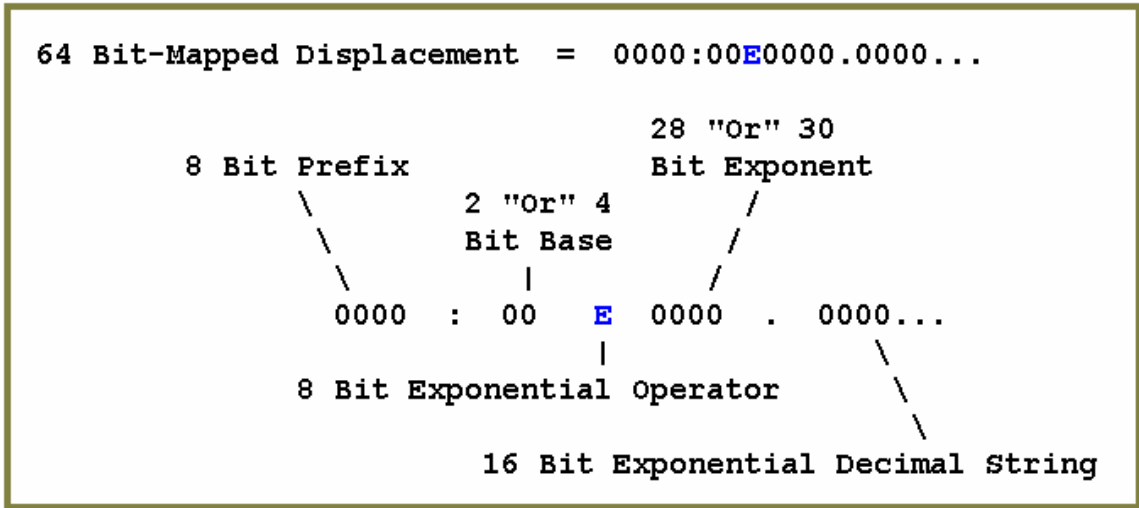 64 Bit-Mapped Displacement = 0000:00E0000.0000...
28 "Or" 30
8 Bit Prefix Bit Exponent
2 "Or" 4
Bit Base
0000 : 00 E 0000 . 0000...
8 Bit Exponential Operator
16 Bit Exponential Decimal String